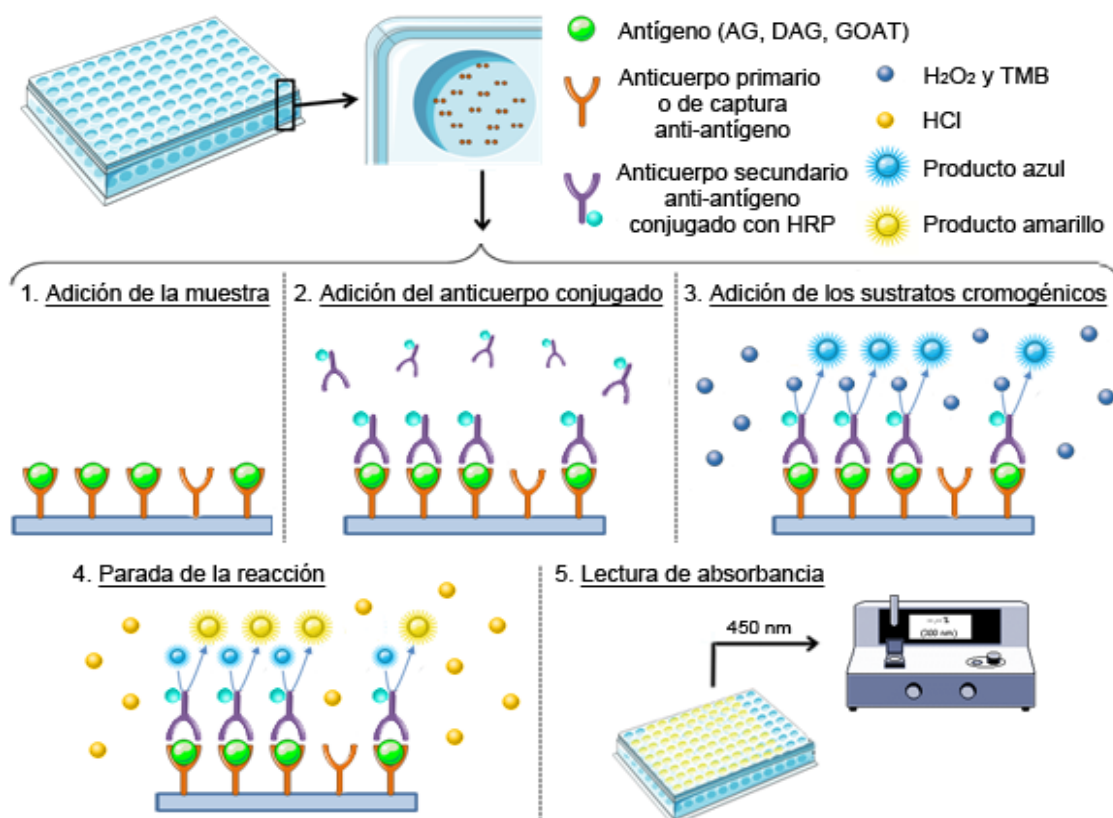 Antígeno (AG, DAG, GOAT)
Anticuerpo primario
o de captura
anti-antígeno
Anticuerpo secundario
anti-antígeno
conjugado con HRP
H₂O₂ y TMB
HCl
Producto azul
Producto amarillo
1. Adición de la muestra
2. Adición del anticuerpo conjugado
3. Adición de los sustratos cromogénicos
4. Parada de la reacción
5. Lectura de absorbancia
450 nm